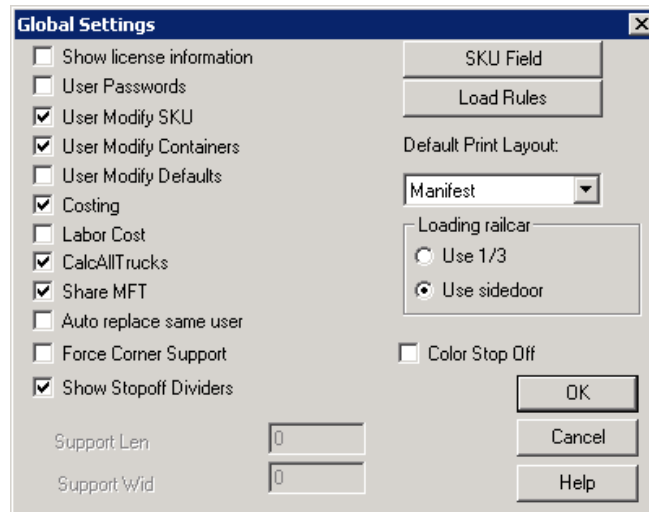 Global Settings
Show license information
User Passwords
User Modify SKU
User Modify Containers
User Modify Defaults
Costing
Labor Cost
CalcAllTrucks
Share MFT
Auto replace same user
Force Corner Support
Show Stopoff Dividers
Support Len 0
Support Wid 0
SKU Field
Load Rules
Default Print Layout:
Manifest
Loading railcar
Use 1/3
Use sidedoor
Color Stop Off
OK
Cancel
Help